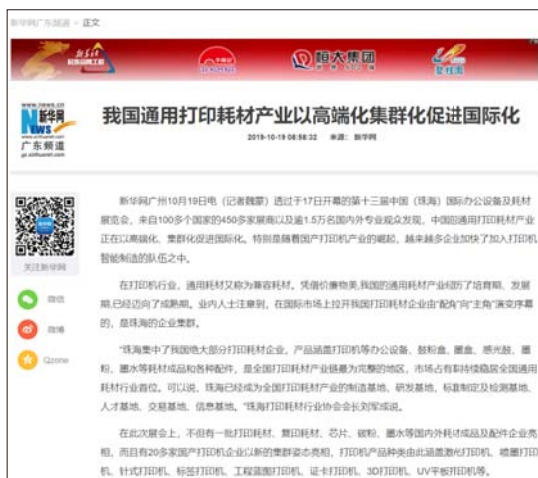 新华网广东频道 > 正文
恒大集团
碧桂园
www.news.cn
新华网
NEWS
广东频道
gd.xinhuanet.com
我国通用打印耗材产业以高端化集群化促进国际化
2019-10-19 08:58:32 来源: 新华网
关注新华网
微信
微博
Qzone
新华网广州10月19日电（记者魏蒙）透过于17日开幕的第十三届中国（珠海）国际办公设备及耗材
展览会，来自100多个国家的450多家展商以及逾1.5万名国内外专业观众发现，中国的通用打印耗材产业
正在以高端化、集群化促进国际化。特别是随着国产打印机产业的崛起，越来越多企业加快了加入打印机
智能制造的队伍之中。
在打印机行业，通用耗材又称为兼容耗材。凭借价廉物美,我国的通用耗材产业经历了培育期、发展
期,已经迈向了成熟期。业内人士注意到，在国际市场上拉开我国打印耗材企业由“配角”向“主角”演变序幕
的，是珠海的企业集群。
“珠海集中了我国绝大部分打印耗材企业，产品涵盖打印机等办公设备、鼓粉盒、墨盒、感光鼓、墨
粉、墨水等耗材成品和各种配件，是全国打印耗材产业链最为完整的地区，市场占有率持续稳居全国通用
耗材行业首位。可以说，珠海已经成为全国打印耗材产业的制造基地、研发基地、标准制定及检测基地、
人才基地、交易基地、信息基地。”珠海打印耗材行业协会会长刘军成说。
在此次展会上，不但有一批打印耗材、复印耗材、芯片、碳粉、墨水等国内外耗材成品及配件企业亮
相，而且有20多家国产打印机企业以新的集群姿态亮相，打印机产品种类由此涵盖激光打印机、喷墨打印
机、针式打印机、标签打印机、工程蓝图打印机、证卡打印机、3D打印机、UV平板打印机等。